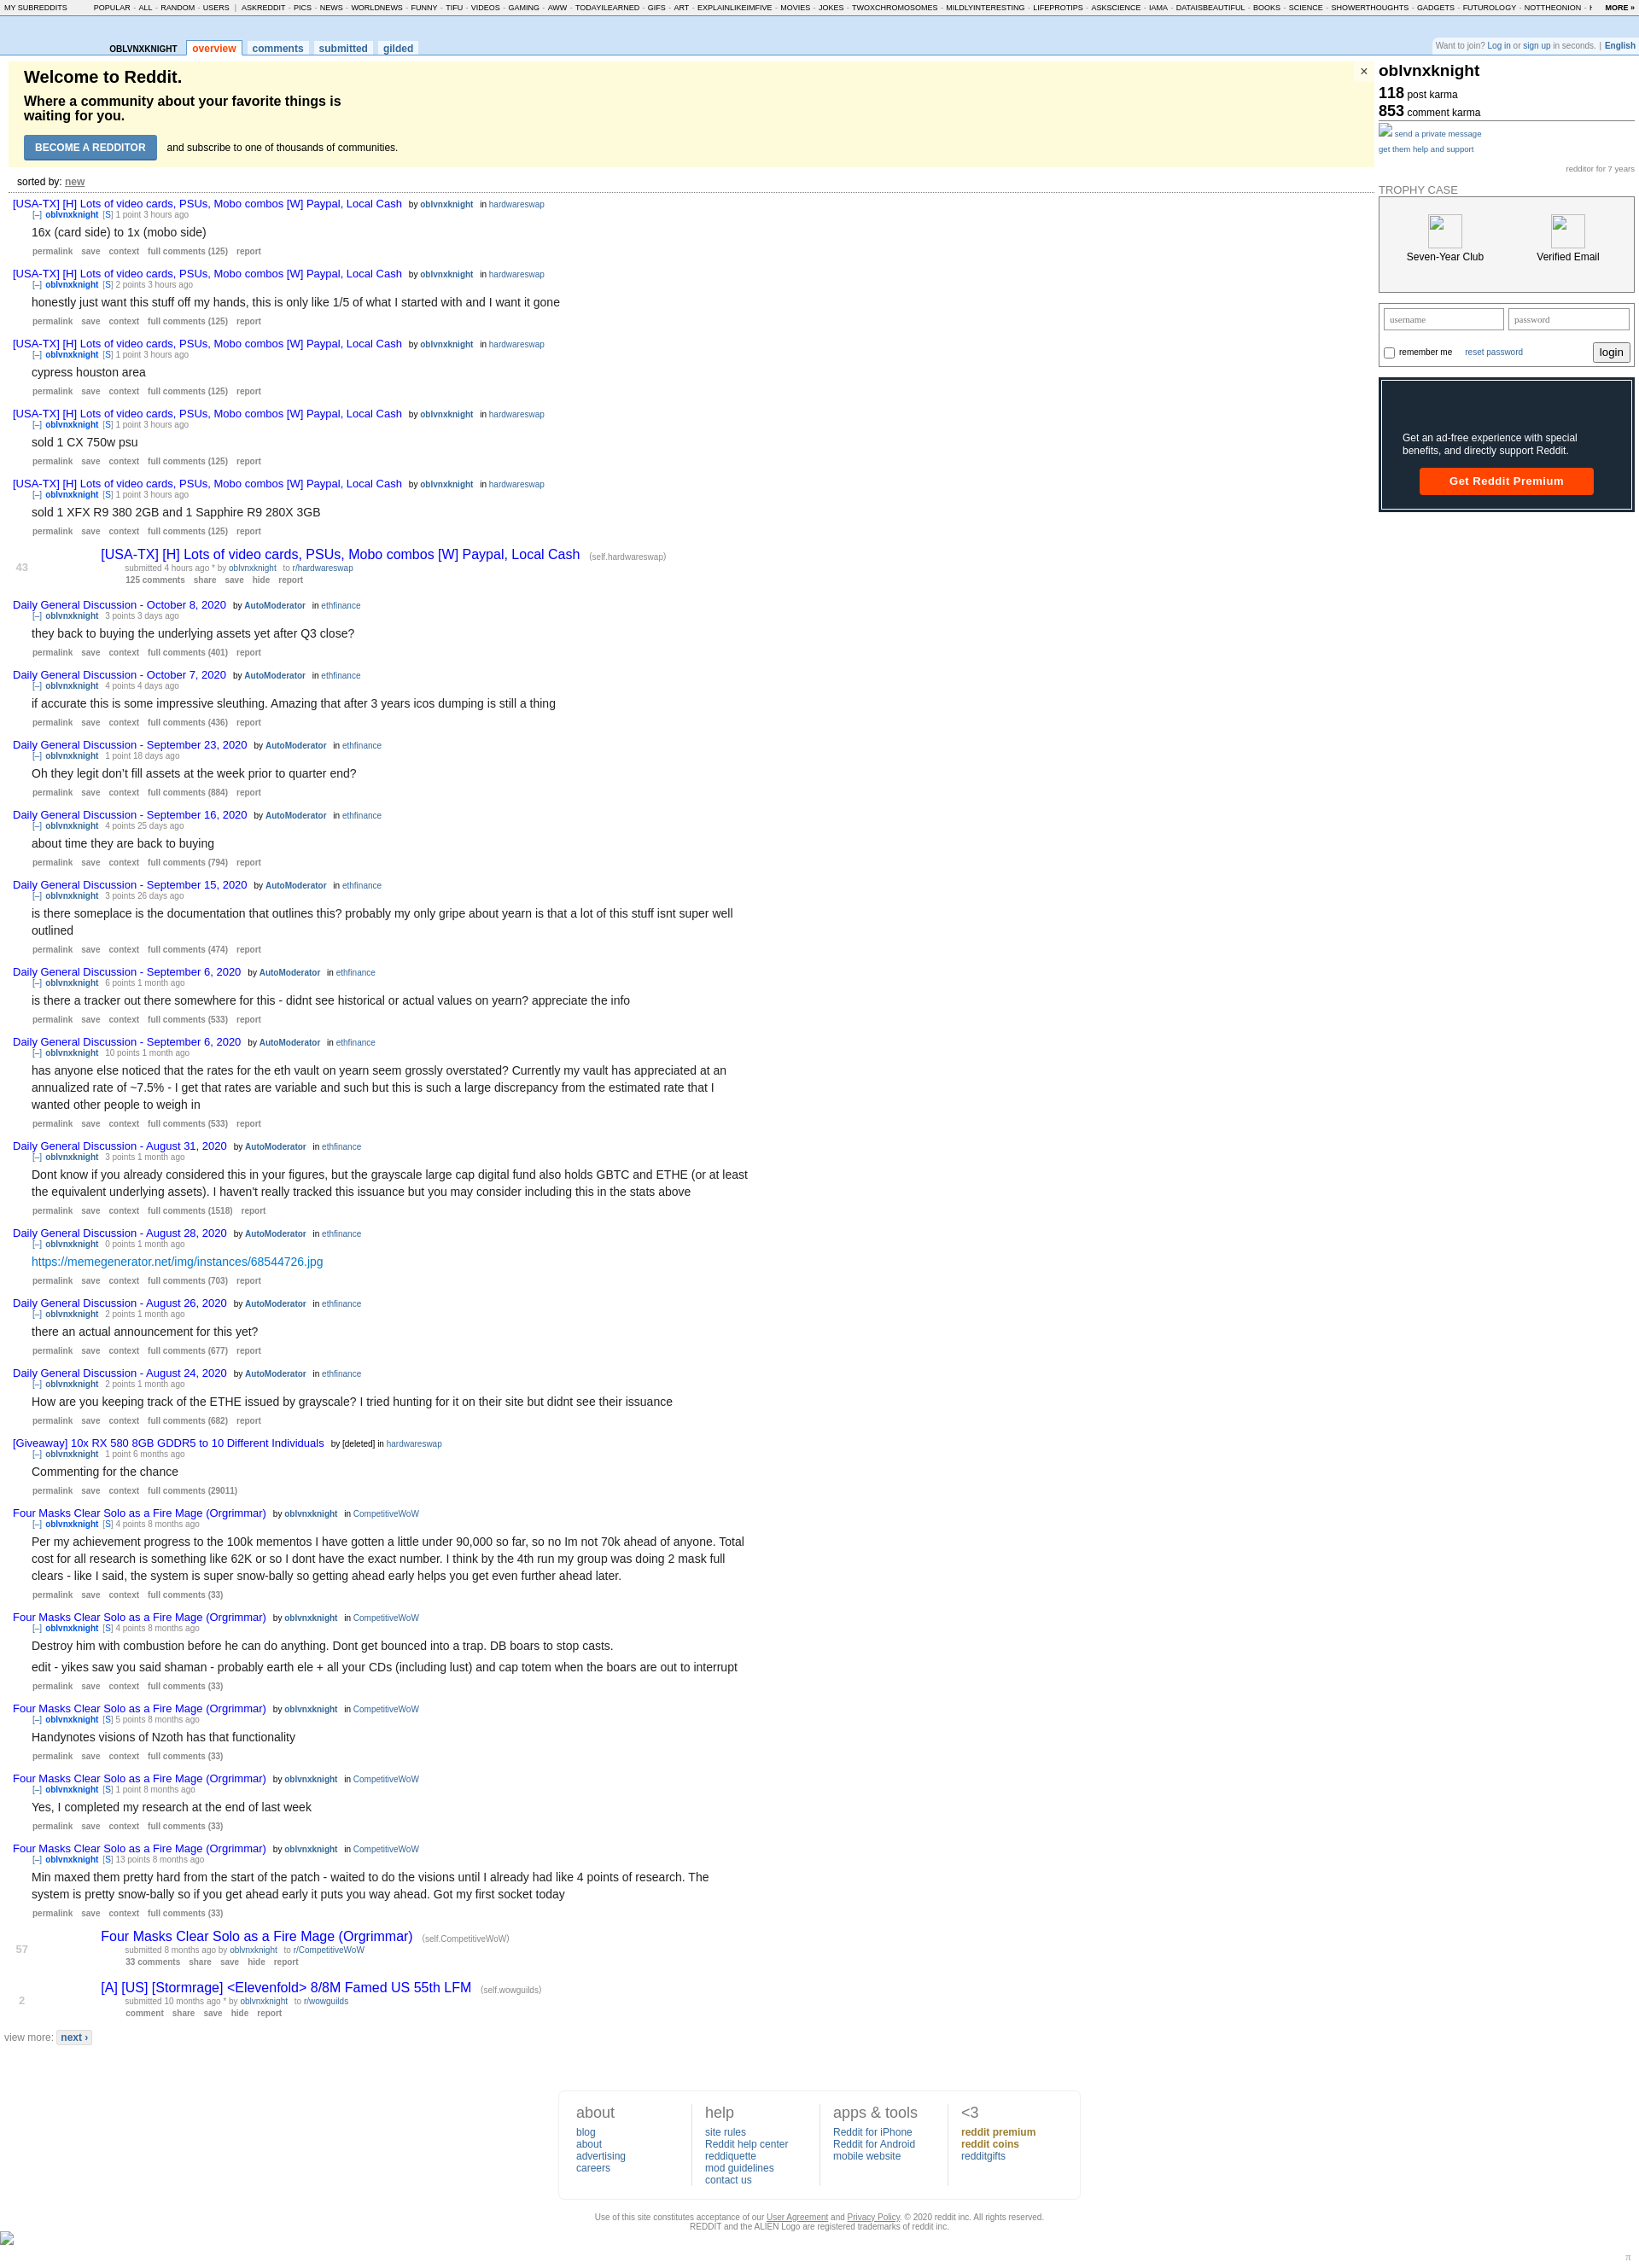 MY SUBREDDITS POPULAR - ALL - RANDOM - USERS | ASKREDDIT - PICS - NEWS - WORLDNEWS - FUNNY - TIFU - VIDEOS - GAMING - AWW - TODAYILEARNED - GIFS - ART - EXPLAINLIKEIMFIVE - MOVIES - JOKES - TWOXCHROMOSOMES - MILDLYINTERESTING - LIFEPROTIPS - ASKSCIENCE - IAMA - DATAISBEAUTIFUL - BOOKS - SCIENCE - SHOWERTHOUGHTS - GADGETS - FUTUROLOGY - NOTTHEONION - MORE »
OBLVNXKNIGHT overview comments submitted gilded
Want to join? Log in or sign up in seconds. | English
Welcome to Reddit.
Where a community about your favorite things is
waiting for you.
BECOME A REDDITOR and subscribe to one of thousands of communities.
×
sorted by: new
[USA-TX] [H] Lots of video cards, PSUs, Mobo combos [W] Paypal, Local Cash by oblvnxknight in hardwareswap
[–] oblvnxknight [S] 1 point 3 hours ago
16x (card side) to 1x (mobo side)
permalink save context full comments (125) report
[USA-TX] [H] Lots of video cards, PSUs, Mobo combos [W] Paypal, Local Cash by oblvnxknight in hardwareswap
[–] oblvnxknight [S] 2 points 3 hours ago
honestly just want this stuff off my hands, this is only like 1/5 of what I started with and I want it gone
permalink save context full comments (125) report
[USA-TX] [H] Lots of video cards, PSUs, Mobo combos [W] Paypal, Local Cash by oblvnxknight in hardwareswap
[–] oblvnxknight [S] 1 point 3 hours ago
cypress houston area
permalink save context full comments (125) report
[USA-TX] [H] Lots of video cards, PSUs, Mobo combos [W] Paypal, Local Cash by oblvnxknight in hardwareswap
[–] oblvnxknight [S] 1 point 3 hours ago
sold 1 CX 750w psu
permalink save context full comments (125) report
[USA-TX] [H] Lots of video cards, PSUs, Mobo combos [W] Paypal, Local Cash by oblvnxknight in hardwareswap
[–] oblvnxknight [S] 1 point 3 hours ago
sold 1 XFX R9 380 2GB and 1 Sapphire R9 280X 3GB
permalink save context full comments (125) report
43
[USA-TX] [H] Lots of video cards, PSUs, Mobo combos [W] Paypal, Local Cash (self.hardwareswap)
submitted 4 hours ago * by oblvnxknight to r/hardwareswap
125 comments share save hide report
Daily General Discussion - October 8, 2020 by AutoModerator in ethfinance
[–] oblvnxknight 3 points 3 days ago
they back to buying the underlying assets yet after Q3 close?
permalink save context full comments (401) report
Daily General Discussion - October 7, 2020 by AutoModerator in ethfinance
[–] oblvnxknight 4 points 4 days ago
if accurate this is some impressive sleuthing. Amazing that after 3 years icos dumping is still a thing
permalink save context full comments (436) report
Daily General Discussion - September 23, 2020 by AutoModerator in ethfinance
[–] oblvnxknight 1 point 18 days ago
Oh they legit don’t fill assets at the week prior to quarter end?
permalink save context full comments (884) report
Daily General Discussion - September 16, 2020 by AutoModerator in ethfinance
[–] oblvnxknight 4 points 25 days ago
about time they are back to buying
permalink save context full comments (794) report
Daily General Discussion - September 15, 2020 by AutoModerator in ethfinance
[–] oblvnxknight 3 points 26 days ago
is there someplace is the documentation that outlines this? probably my only gripe about yearn is that a lot of this stuff isnt super well
outlined
permalink save context full comments (474) report
Daily General Discussion - September 6, 2020 by AutoModerator in ethfinance
[–] oblvnxknight 6 points 1 month ago
is there a tracker out there somewhere for this - didnt see historical or actual values on yearn? appreciate the info
permalink save context full comments (533) report
Daily General Discussion - September 6, 2020 by AutoModerator in ethfinance
[–] oblvnxknight 10 points 1 month ago
has anyone else noticed that the rates for the eth vault on yearn seem grossly overstated? Currently my vault has appreciated at an
annualized rate of ~7.5% - I get that rates are variable and such but this is such a large discrepancy from the estimated rate that I
wanted other people to weigh in
permalink save context full comments (533) report
Daily General Discussion - August 31, 2020 by AutoModerator in ethfinance
[–] oblvnxknight 3 points 1 month ago
Dont know if you already considered this in your figures, but the grayscale large cap digital fund also holds GBTC and ETHE (or at least
the equivalent underlying assets). I haven't really tracked this issuance but you may consider including this in the stats above
permalink save context full comments (1518) report
Daily General Discussion - August 28, 2020 by AutoModerator in ethfinance
[–] oblvnxknight 0 points 1 month ago
https://memegenerator.net/img/instances/68544726.jpg
permalink save context full comments (703) report
Daily General Discussion - August 26, 2020 by AutoModerator in ethfinance
[–] oblvnxknight 2 points 1 month ago
there an actual announcement for this yet?
permalink save context full comments (677) report
Daily General Discussion - August 24, 2020 by AutoModerator in ethfinance
[–] oblvnxknight 2 points 1 month ago
How are you keeping track of the ETHE issued by grayscale? I tried hunting for it on their site but didnt see their issuance
permalink save context full comments (682) report
[Giveaway] 10x RX 580 8GB GDDR5 to 10 Different Individuals by [deleted] in hardwareswap
[–] oblvnxknight 1 point 6 months ago
Commenting for the chance
permalink save context full comments (29011)
Four Masks Clear Solo as a Fire Mage (Orgrimmar) by oblvnxknight in CompetitiveWoW
[–] oblvnxknight [S] 4 points 8 months ago
Per my achievement progress to the 100k mementos I have gotten a little under 90,000 so far, so no Im not 70k ahead of anyone. Total
cost for all research is something like 62K or so I dont have the exact number. I think by the 4th run my group was doing 2 mask full
clears - like I said, the system is super snow-bally so getting ahead early helps you get even further ahead later.
permalink save context full comments (33)
Four Masks Clear Solo as a Fire Mage (Orgrimmar) by oblvnxknight in CompetitiveWoW
[–] oblvnxknight [S] 4 points 8 months ago
Destroy him with combustion before he can do anything. Dont get bounced into a trap. DB boars to stop casts.
edit - yikes saw you said shaman - probably earth ele + all your CDs (including lust) and cap totem when the boars are out to interrupt
permalink save context full comments (33)
Four Masks Clear Solo as a Fire Mage (Orgrimmar) by oblvnxknight in CompetitiveWoW
[–] oblvnxknight [S] 5 points 8 months ago
Handynotes visions of Nzoth has that functionality
permalink save context full comments (33)
Four Masks Clear Solo as a Fire Mage (Orgrimmar) by oblvnxknight in CompetitiveWoW
[–] oblvnxknight [S] 1 point 8 months ago
Yes, I completed my research at the end of last week
permalink save context full comments (33)
Four Masks Clear Solo as a Fire Mage (Orgrimmar) by oblvnxknight in CompetitiveWoW
[–] oblvnxknight [S] 13 points 8 months ago
Min maxed them pretty hard from the start of the patch - waited to do the visions until I already had like 4 points of research. The
system is pretty snow-bally so if you get ahead early it puts you way ahead. Got my first socket today
permalink save context full comments (33)
57
Four Masks Clear Solo as a Fire Mage (Orgrimmar) (self.CompetitiveWoW)
submitted 8 months ago by oblvnxknight to r/CompetitiveWoW
33 comments share save hide report
2
[A] [US] [Stormrage] <Elevenfold> 8/8M Famed US 55th LFM (self.wowguilds)
submitted 10 months ago * by oblvnxknight to r/wowguilds
comment share save hide report
view more: next ›
oblvnxknight
118 post karma
853 comment karma
send a private message
get them help and support
redditor for 7 years
TROPHY CASE
Seven-Year Club Verified Email
username password
remember me reset password login
Get an ad-free experience with special
benefits, and directly support Reddit.
Get Reddit Premium
about
blog
about
advertising
careers
help
site rules
Reddit help center
reddiquette
mod guidelines
contact us
apps & tools
Reddit for iPhone
Reddit for Android
mobile website
<3
reddit premium
reddit coins
redditgifts
Use of this site constitutes acceptance of our User Agreement and Privacy Policy. © 2020 reddit inc. All rights reserved.
REDDIT and the ALIEN Logo are registered trademarks of reddit inc.
π